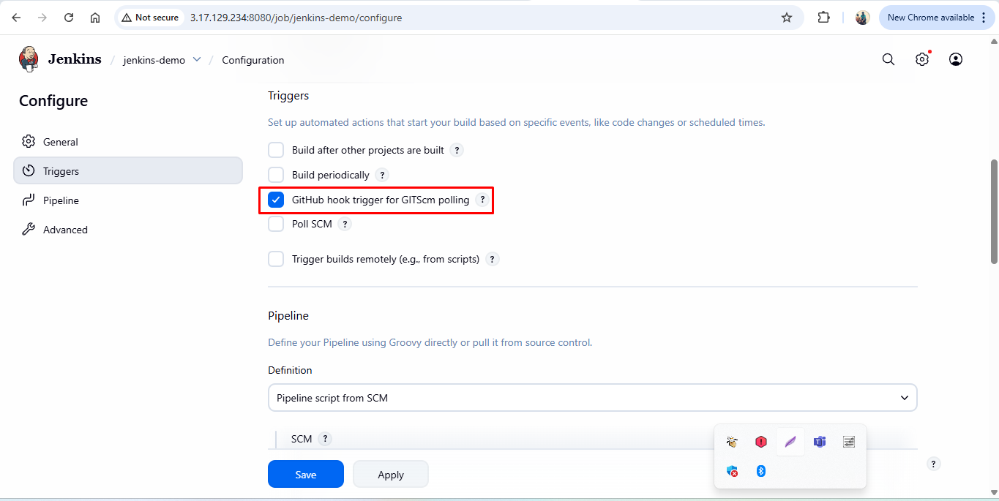 Not secure 3.17.129.234:8080/job/jenkins-demo/configure New Chrome available
Jenkins / jenkins-demo / Configuration
Configure
General
Triggers
Pipeline
Advanced
Triggers
Set up automated actions that start your build based on specific events, like code changes or scheduled times.
Build after other projects are built ?
Build periodically ?
GitHub hook trigger for GITScm polling ?
Poll SCM ?
Trigger builds remotely (e.g., from scripts) ?
Pipeline
Define your Pipeline using Groovy directly or pull it from source control.
Definition
Pipeline script from SCM
SCM ?
Save Apply
?